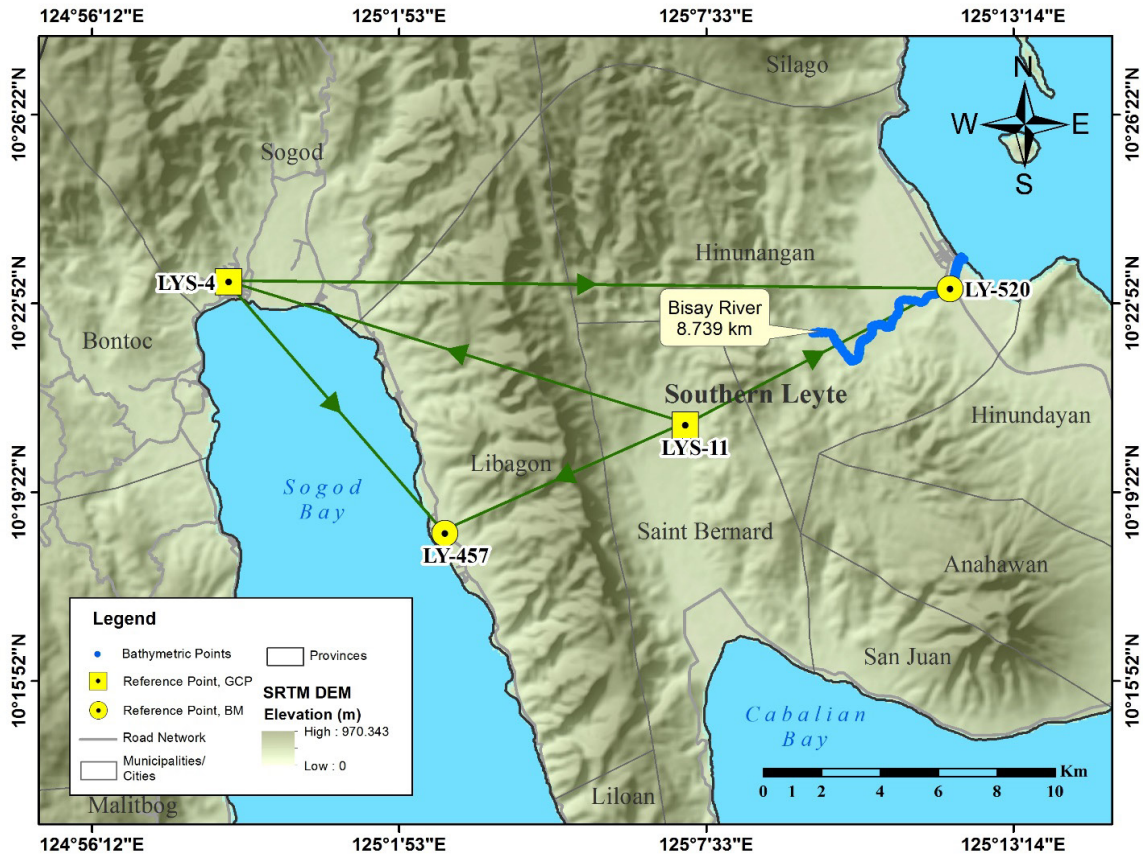 124°56'12"E
125°1'53"E
125°7'33"E
125°13'14"E
Silago
N
W
E
S
10°26'22"N
10°26'22"N
Sogod
Hinunangan
LYS-4
LY-520
10°22'52"N
10°22'52"N
Bisay River
8.739 km
Bontoc
Southern Leyte
Hinundayan
LYS-11
Libagon
10°19'22"N
10°19'22"N
Sogod
Bay
Saint Bernard
LY-457
Anahawan
San Juan
10°15'52"N
10°15'52"N
Cabalian
Bay
Legend
Bathymetric Points
Provinces
Reference Point, GCP
SRTM DEM
Elevation (m)
Reference Point, BM
High : 970.343
Road Network
Municipalities/
Cities
Low : 0
Malitbog
Liloan
Km
0 1 2 4 6 8 10
124°56'12"E
125°1'53"E
125°7'33"E
125°13'14"E